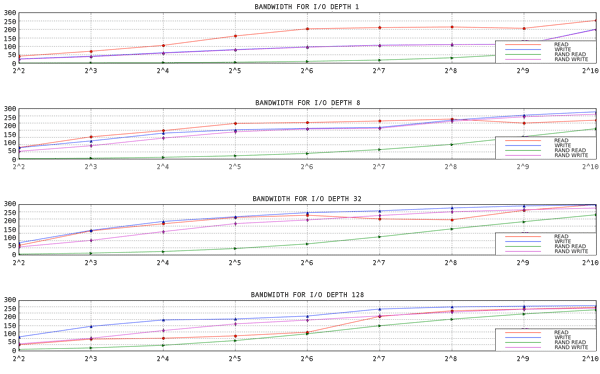 BANDWIDTH FOR I/O DEPTH 1
300
250
200
150
100
50
0
READ
WRITE
RAND READ
RAND WRITE
2^2 2^3 2^4 2^5 2^6 2^7 2^8 2^9 2^10
BANDWIDTH FOR I/O DEPTH 8
300
250
200
150
100
50
0
READ
WRITE
RAND READ
RAND WRITE
2^2 2^3 2^4 2^5 2^6 2^7 2^8 2^9 2^10
BANDWIDTH FOR I/O DEPTH 32
300
250
200
150
100
50
0
READ
WRITE
RAND READ
RAND WRITE
2^2 2^3 2^4 2^5 2^6 2^7 2^8 2^9 2^10
BANDWIDTH FOR I/O DEPTH 128
300
250
200
150
100
50
0
READ
WRITE
RAND READ
RAND WRITE
2^2 2^3 2^4 2^5 2^6 2^7 2^8 2^9 2^10